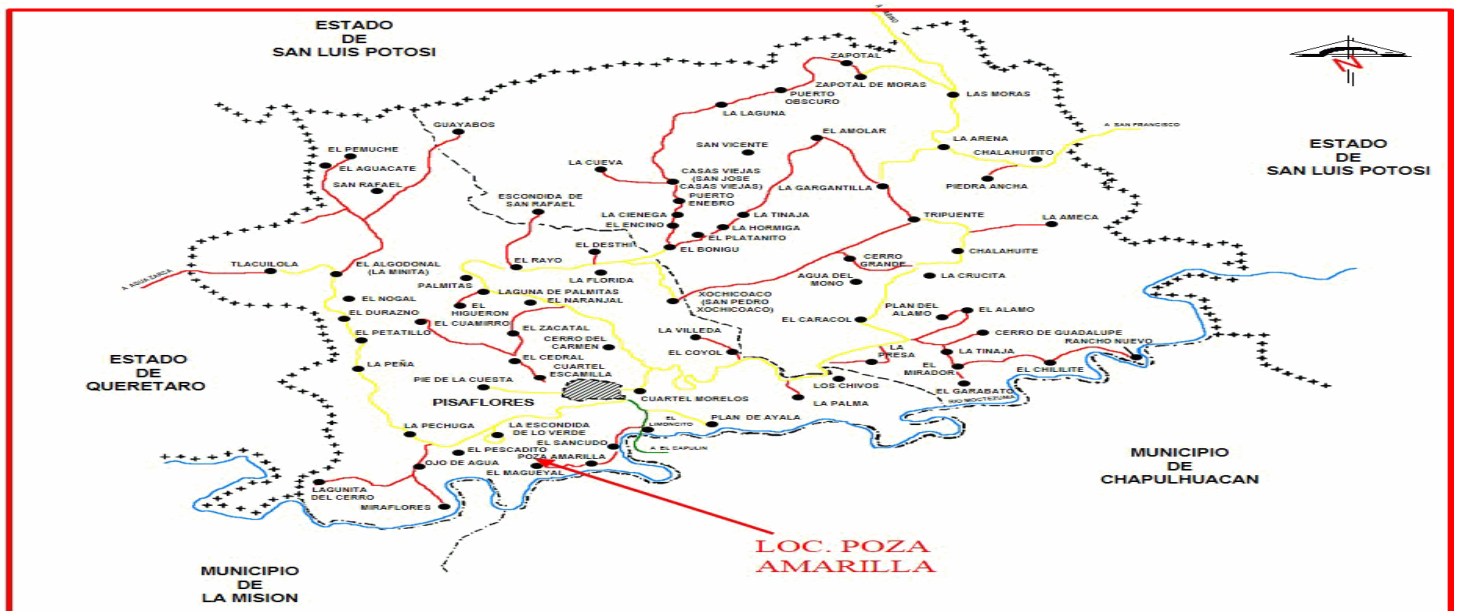 ESTADO
DE
SAN LUIS POTOSI
ZAPOTAL
ZAPOTAL DE MORAS
PUERTO
OBSCURO
LAS MORAS
LA LAGUNA
N
GUAYABOS
A SAN FRANCISCO
EL AMOLAR
LA ARENA
SAN VICENTE
CHALAHUITITO
ESTADO
DE
SAN LUIS POTOSI
EL PEMUCHE
EL AGUACATE
LA CUEVA
CASAS VIEJAS
(SAN JOSE
CASAS VIEJAS)
SAN RAFAEL
LA GARGANTILLA
PIEDRA ANCHA
ESCONDIDA DE
SAN RAFAEL
PUERTO
ENEBRO
LA CIENEGA
LA TINAJA
TRIPUENTE
LA AMECA
EL ENCINO
LA HORMIGA
EL PLATANITO
EL DESTHI
EL BONIGU
CHALAHUITE
TLACUILOLA
EL ALGODONAL
(LA MINITA)
EL RAYO
CERRO
GRANDE
LA FLORIDA
LA CRUCITA
PALMITAS
AGUA DEL
MONO
LAGUNA DE PALMITAS
EL NARANJAL
EL NOGAL
XOCHICOACO
(SAN PEDRO
XOCHICOACO)
EL
HIGUERON
PLAN DEL
ALAMO
EL ALAMO
EL DURAZNO
EL CUAMIRRO
EL CARACOL
EL PETATILLO
EL ZACATAL
LA VILLEDA
CERRO DE GUADALUPE
CERRO DEL
CARMEN
RANCHO NUEVO
ESTADO
DE
QUERETARO
EL COYOL
LA
PRESA
LA TINAJA
LA PEÑA
EL CEDRAL
EL
MIRADOR
EL CHILILITE
CUARTEL
ESCAMILLA
PIE DE LA CUESTA
LOS CHIVOS
EL GARABATO
PISAFLORES
CUARTEL MORELOS
LA PALMA
RIO MOCTEZUMA
EL
LIMONCITO
PLAN DE AYALA
LA PECHUGA
LA ESCONDIDA
DE LO VERDE
EL SANCUDO
A EL CAPULIN
EL PESCADITO
POZA AMARILLA
MUNICIPIO
DE
CHAPULHUACAN
OJO DE AGUA
EL MAGUEYAL
LAGUNITA
DEL CERRO
MIRAFLORES
LOC. POZA
AMARILLA
MUNICIPIO
DE
LA MISION